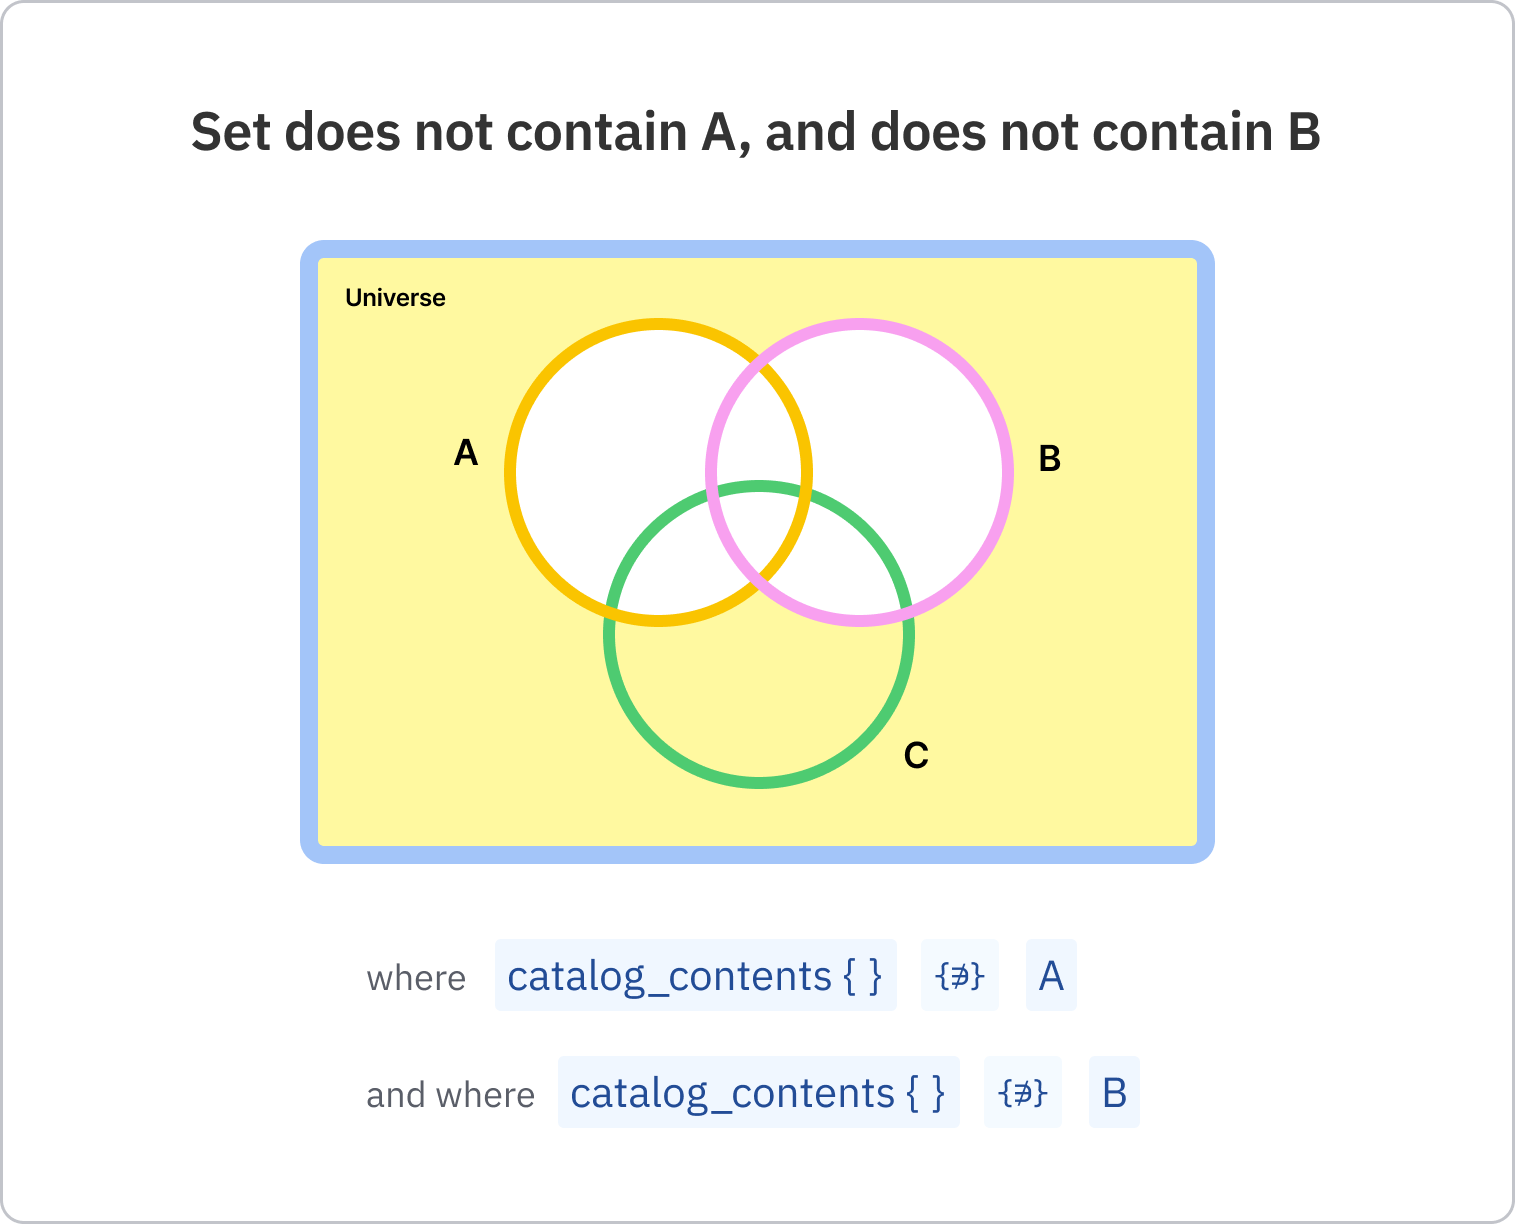 Set does not contain A, and does not contain B
Universe
A
B
C
where catalog_contents { } {∌} A
and where catalog_contents { } {∌} B